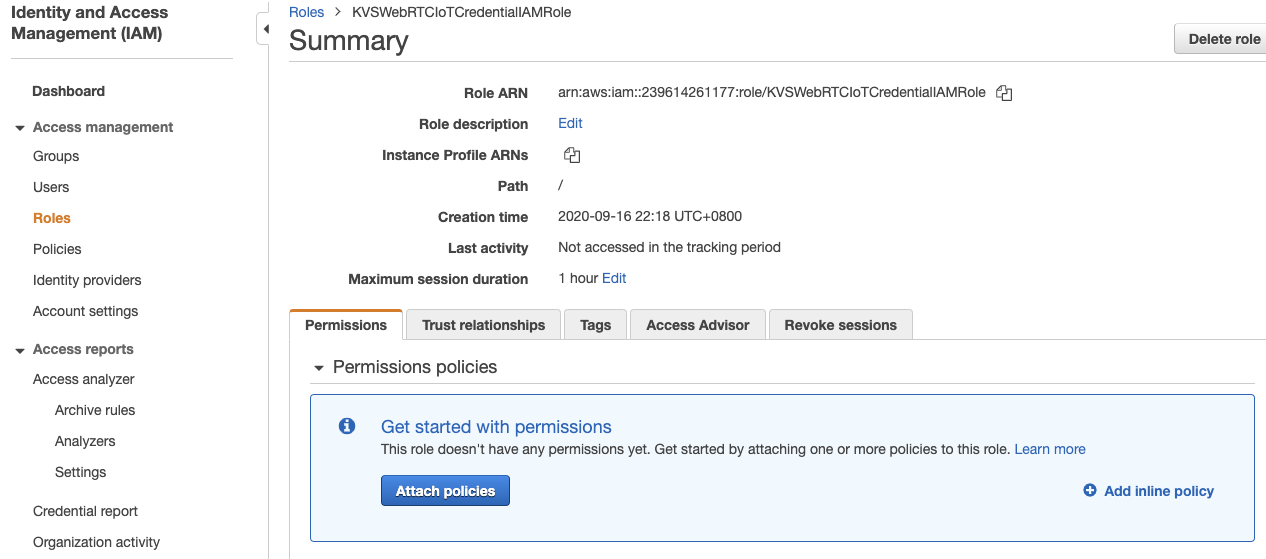 Identity and Access
Management (IAM)
Dashboard
Access management
Groups
Users
Roles
Policies
Identity providers
Account settings
Access reports
Access analyzer
Archive rules
Analyzers
Settings
Credential report
Organization activity
Roles > KVSWebRTCIoTCredentialIAMRole
Summary
Delete role
Role ARN arn:aws:iam::239614261177:role/KVSWebRTCIoTCredentialIAMRole
Role description Edit
Instance Profile ARNs
Path /
Creation time 2020-09-16 22:18 UTC+0800
Last activity Not accessed in the tracking period
Maximum session duration 1 hour Edit
Permissions Trust relationships Tags Access Advisor Revoke sessions
Permissions policies
Get started with permissions
This role doesn't have any permissions yet. Get started by attaching one or more policies to this role. Learn more
Attach policies Add inline policy